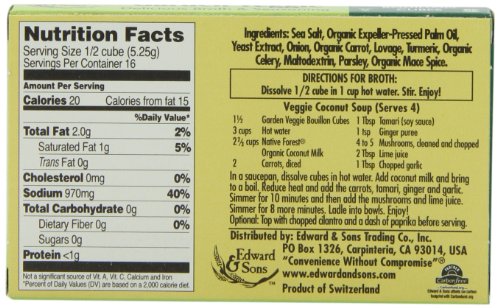 Nutrition Facts
Serving Size 1/2 cube (5.25g)
Servings Per Container 16
Amount Per Serving
Calories 20 Calories from fat 15
%Daily Value*
Total Fat 2.0g 2%
Saturated Fat 1g 5%
Trans Fat 0g
Cholesterol 0mg 0%
Sodium 970mg 40%
Total Carbohydrate 0g 0%
Dietary Fiber 0g 0%
Sugars 0g
Protein <1g
Not a significant source of Vit. A, Vit. C, Calcium and Iron
*Percent of Daily Values (DV) are based on a 2,000 calorie diet.
Ingredients: Sea Salt, Organic Expeller-Pressed Palm Oil,
Yeast Extract, Onion, Organic Carrot, Lovage, Turmeric, Organic
Celery, Maltodextrin, Parsley, Organic Mace Spice.
DIRECTIONS FOR BROTH:
Dissolve 1/2 cube in 1 cup hot water. Stir. Enjoy!
Veggie Coconut Soup (Serves 4)
1½ Garden Veggie Bouillon Cubes 1 Tbsp Tamari (soy sauce)
3 cups Hot water 1 tsp Ginger puree
2⅔ cups Native Forest® 4 to 5 Mushrooms, cleaned and chopped
Organic Coconut Milk 2 Tbsp Lime juice
2 Carrots, diced 1 Tbsp Chopped garlic
In a saucepan, dissolve cubes in hot water. Add coconut milk and bring
to a boil. Reduce heat and add the carrots, tamari, ginger and garlic.
Simmer for 10 minutes and then add the mushrooms and lime juice.
Simmer for 8 more minutes. Ladle into bowls. Enjoy!
Optional: Top with chopped cilantro and a dash of paprika before serving.
Edward
& Sons
™
Distributed by: Edward & Sons Trading Co., Inc.
PO Box 1326, Carpinteria, CA 93014, USA
"Convenience Without Compromise"®
www.edwardandsons.com
Product of Switzerland
Carbonfree